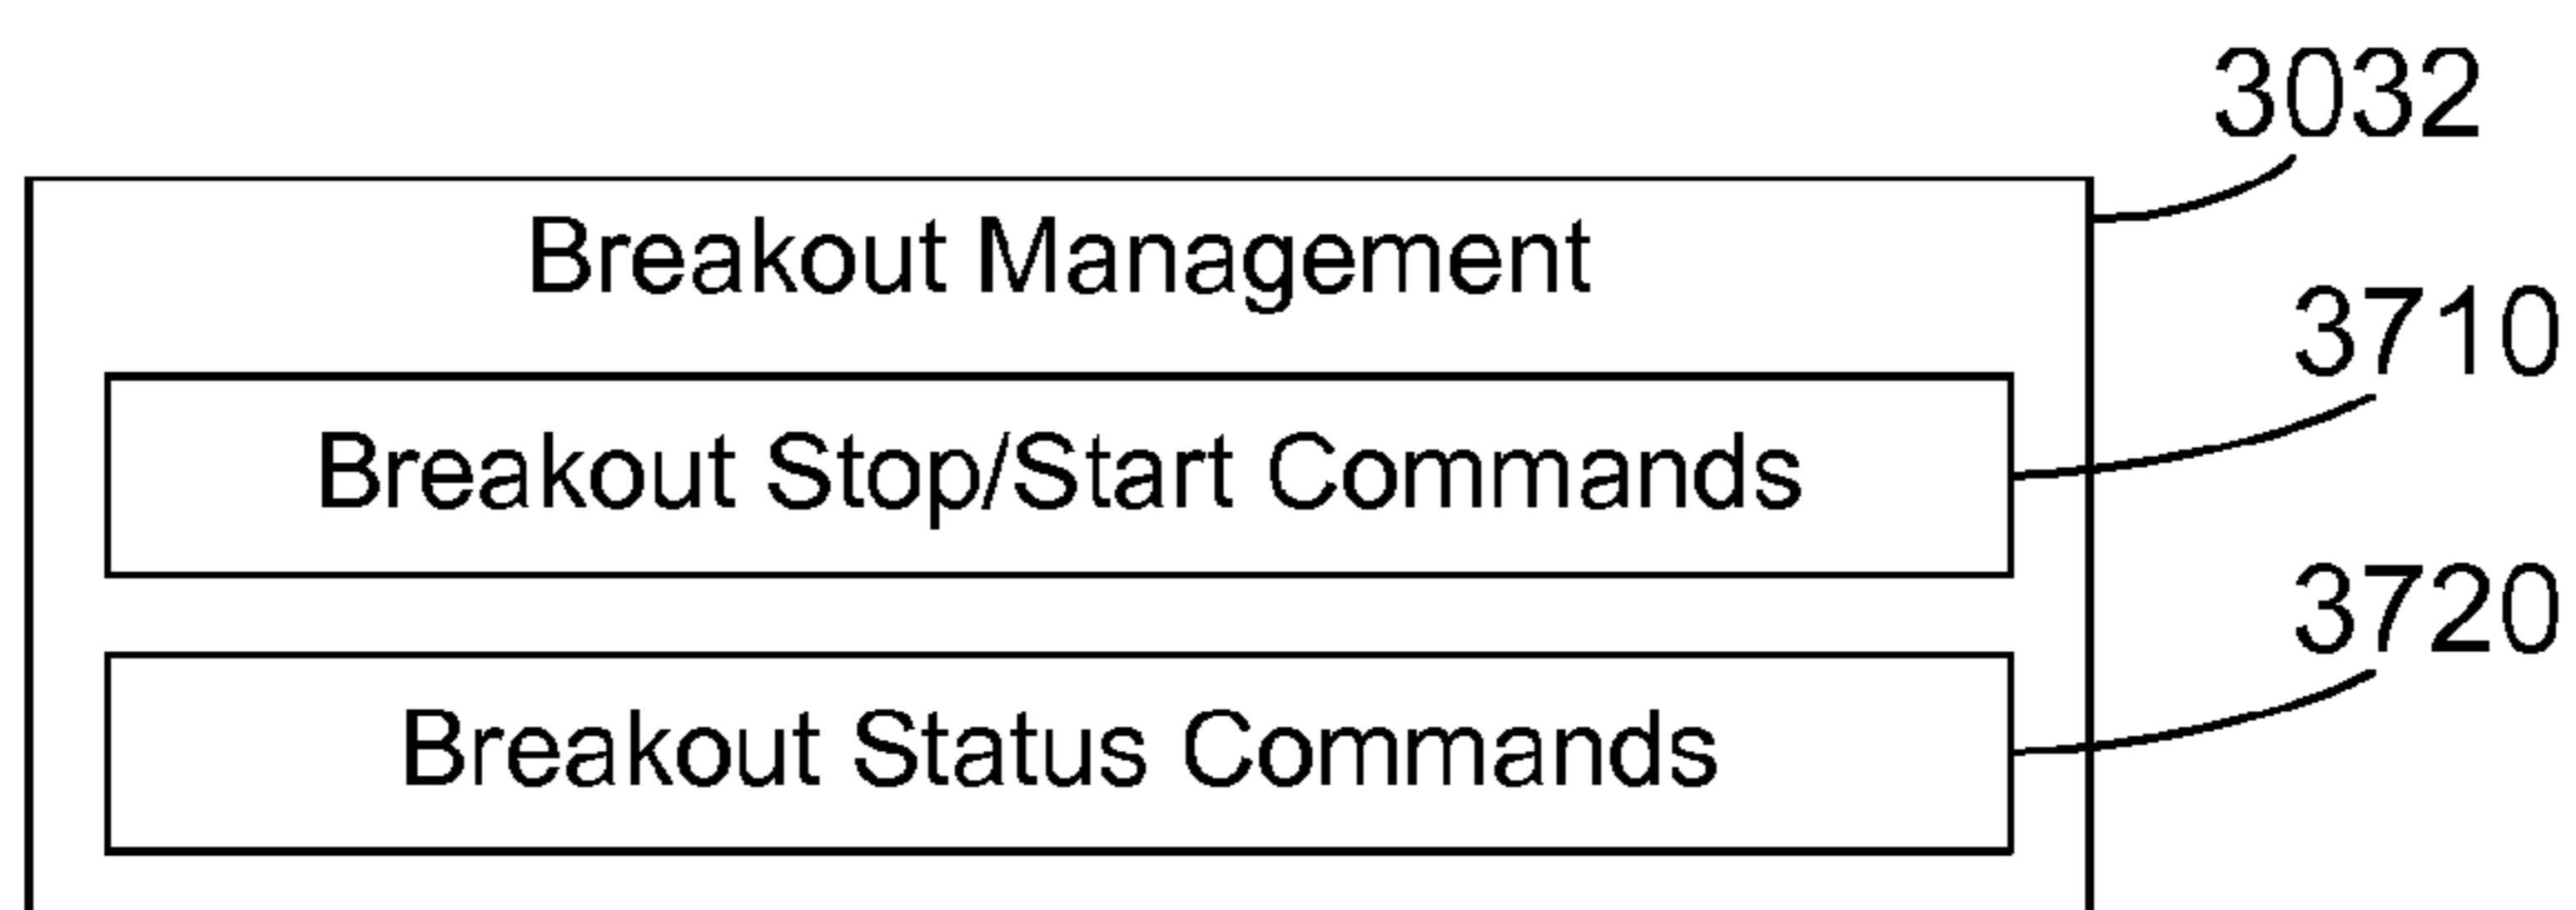 3032
Breakout Management
3710
Breakout Stop/Start Commands
3720
Breakout Status Commands